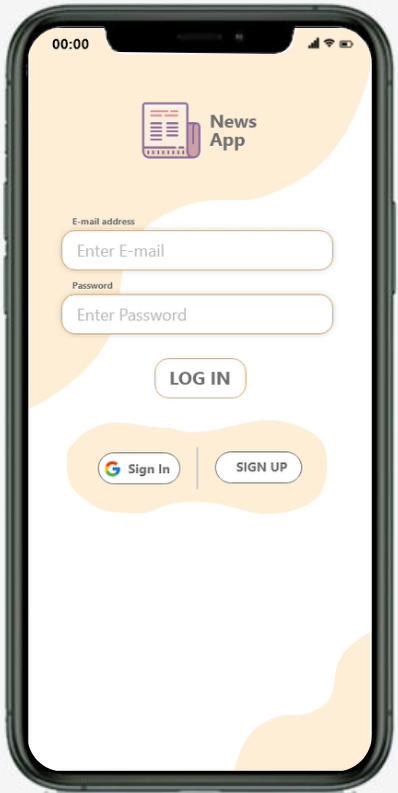 00:00
News
App
E-mail address
Enter E-mail
Password
Enter Password
LOG IN
Sign In
SIGN UP